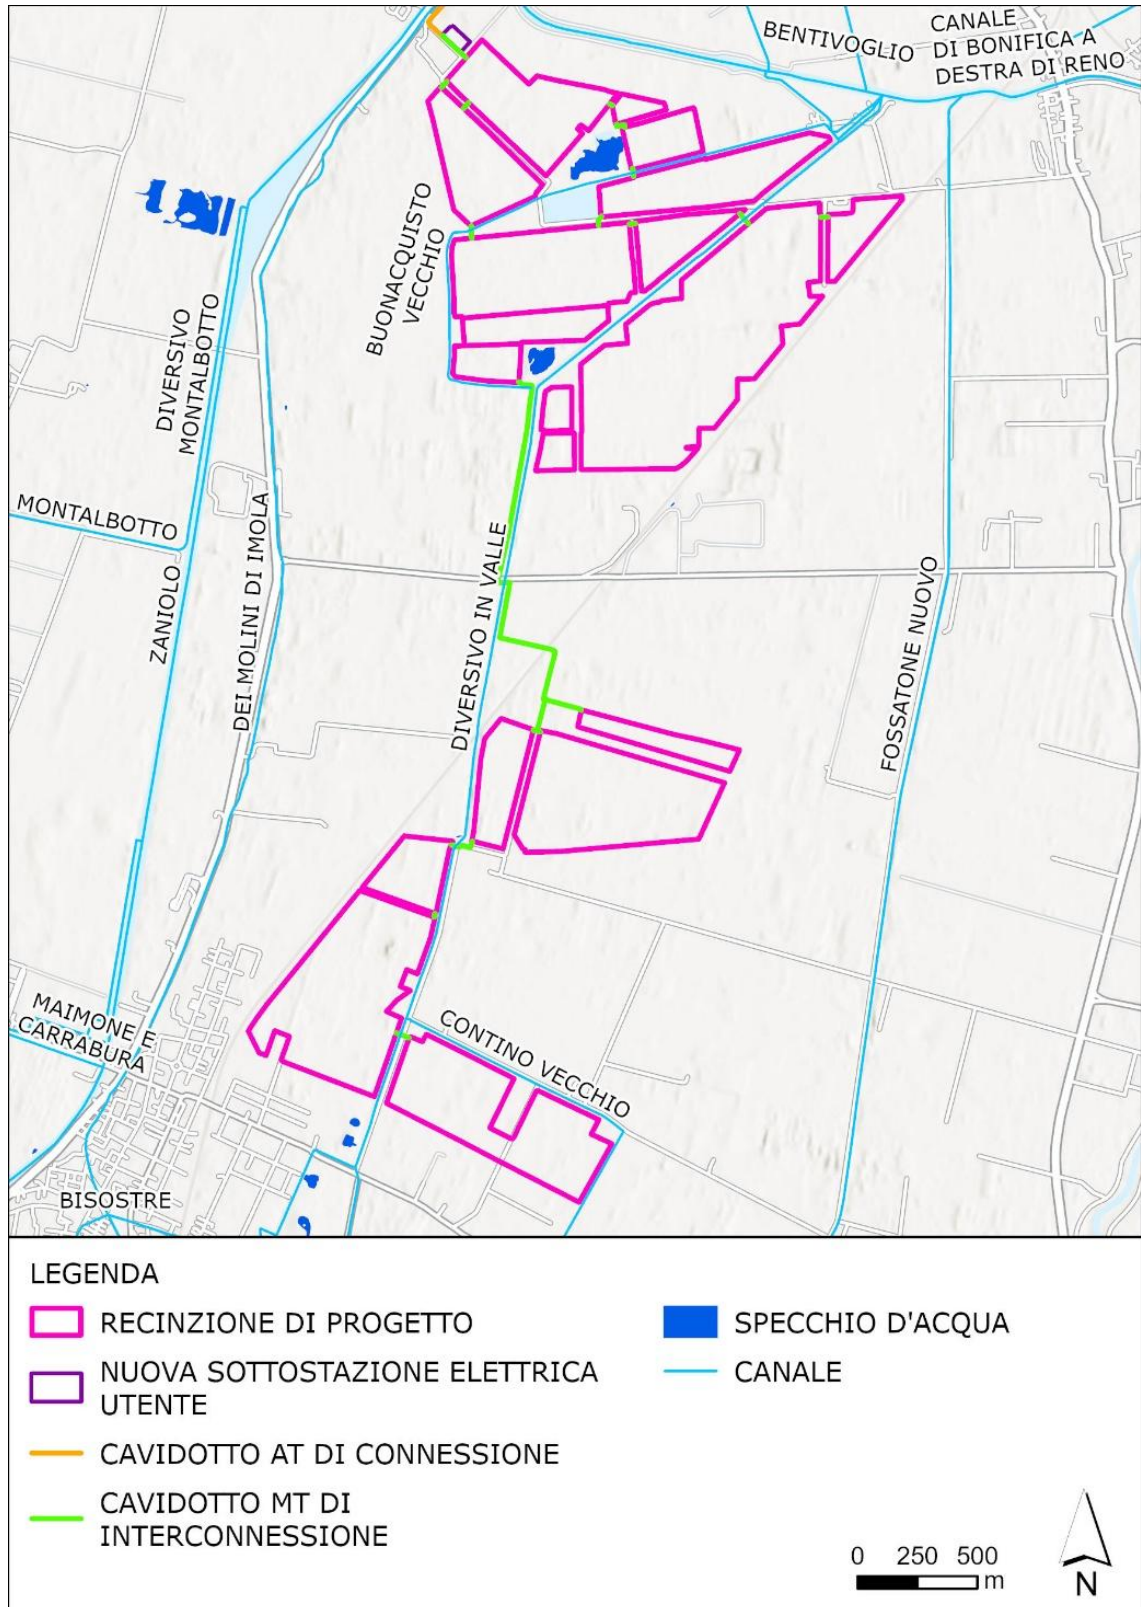 BENTIVOGLIO
CANALE
DI BONIFICA A
DESTRA DI RENO
BUONACQUISTO
VECCHIO
DIVERSIVO
MONTALBOTTO
MONTALBOTTO
ZANIOLO
DEI MOLINI DI IMOLA
DIVERSIVO IN VALLE
FOSSATONE NUOVO
MAIMONE E
CARRABURA
CONTINO VECCHIO
BISOSTRE
LEGENDA
RECINZIONE DI PROGETTO
NUOVA SOTTOSTAZIONE ELETTRICA
UTENTE
CAVIDOTTO AT DI CONNESSIONE
CAVIDOTTO MT DI
INTERCONNESSIONE
SPECCHIO D'ACQUA
CANALE
0 250 500
m
N